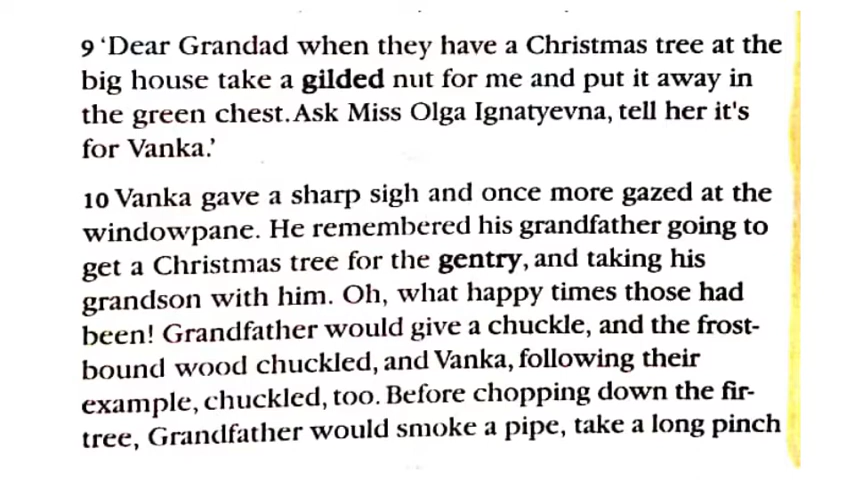 9 ‘Dear Grandad when they have a Christmas tree at the
big house take a gilded nut for me and put it away in
the green chest. Ask Miss Olga Ignatyevna, tell her it's
for Vanka.’
10 Vanka gave a sharp sigh and once more gazed at the
windowpane. He remembered his grandfather going to
get a Christmas tree for the gentry, and taking his
grandson with him. Oh, what happy times those had
been! Grandfather would give a chuckle, and the frost-
bound wood chuckled, and Vanka, following their
example, chuckled, too. Before chopping down the fir-
tree, Grandfather would smoke a pipe, take a long pinch